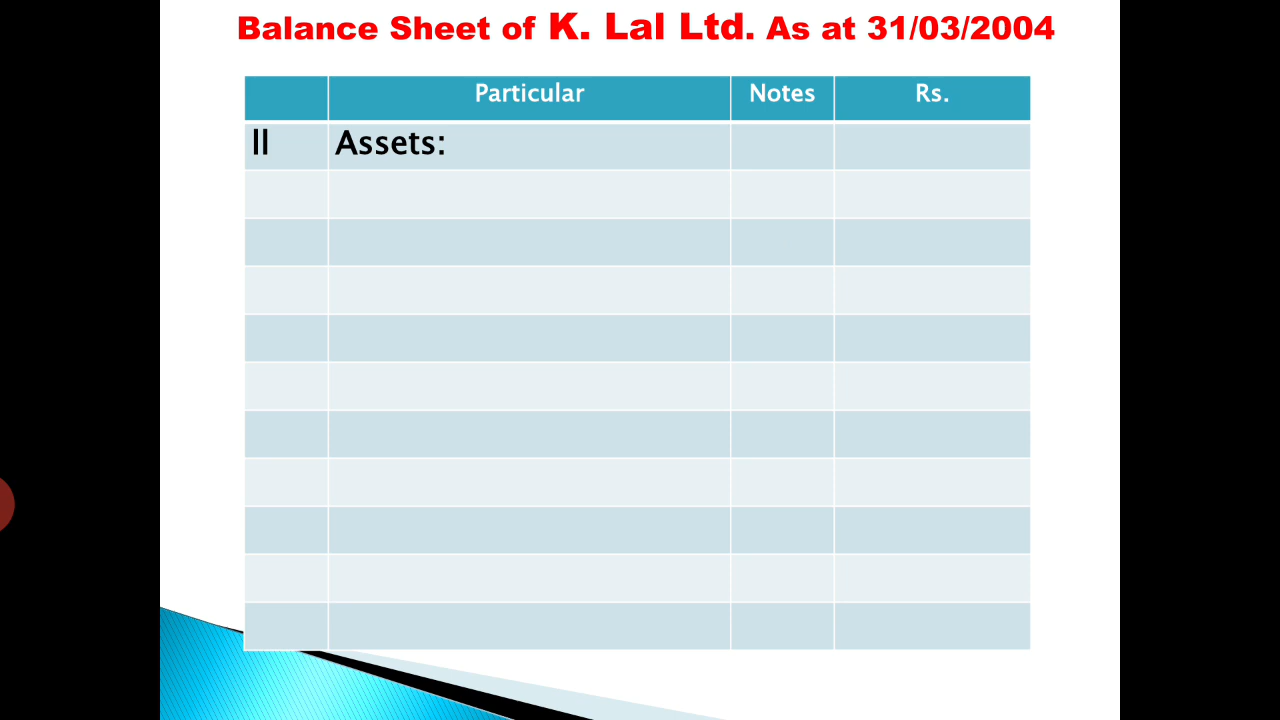 Balance Sheet of K. Lal Ltd. As at 31/03/2004
Particular Notes Rs.
II Assets: